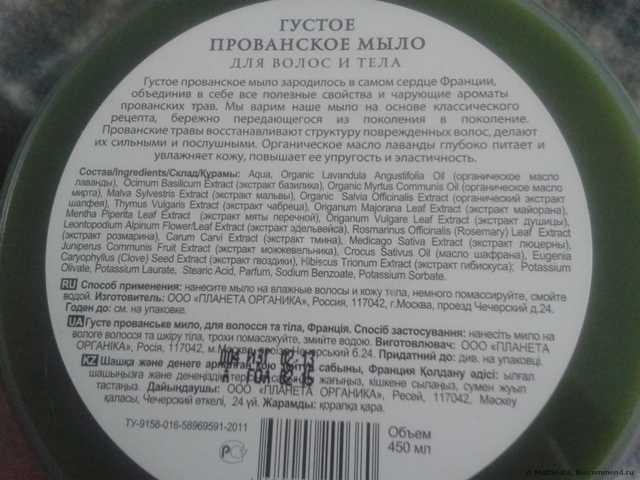 ГУСТОЕ
ПРОВАНСКОЕ МЫЛО
ДЛЯ ВОЛОС И ТЕЛА
Густое прованское мыло зародилось в самом сердце Франции,
объединив в себе все полезные свойства и чарующие ароматы
прованских трав. Мы варим наше мыло на основе классического
рецепта, бережно передающегося из поколения в поколение.
Прованские травы восстанавливают структуру поврежденных волос, делают
их сильными и послушными. Органическое масло лаванды глубоко питает и
увлажняет кожу, повышает ее упругость и эластичность.
Состав/Ingredients/Склад/Құрамы: Aqua, Organic Lavandula Angustifolia Oil (органическое масло
лаванды), Ocimum Basilicum Extract (экстракт базилика), Organic Myrtus Communis Oil (органическое масло
мирта), Malva Sylvestris Extract (экстракт мальвы), Organic Salvia Officinalis Extract (органический экстракт
шалфея), Thymus Vulgaris Extract (экстракт чабреца), Origanum Majorana Leaf Extract (экстракт майорана),
Mentha Piperita Leaf Extract (экстракт мяты перечной), Origanum Vulgare Leaf Extract (экстракт душицы),
Leontopodium Alpinum Flower/Leaf Extract (экстракт эдельвейса), Rosmarinus Officinalis (Rosemary) Leaf Extract
(экстракт розмарина), Carum Carvi Extract (экстракт тмина), Medicago Sativa Extract (экстракт люцерны),
Juniperus Communis Fruit Extract (экстракт можжевельника), Crocus Sativus Oil (масло шафрана), Eugenia
Caryophyllus (Clove) Seed Extract (экстракт гвоздики), Hibiscus Trionum Extract (экстракт гибискуса); Potassium
Olivate, Potassium Laurate, Stearic Acid, Parfum, Sodium Benzoate, Potassium Sorbate.
RU Способ применения: нанесите мыло на влажные волосы и кожу тела, немного помассируйте, смойте
водой. Изготовитель: ООО «ПЛАНЕТА ОРГАНИКА», Россия, 117042, г.Москва, проезд Чечерский д.24.
Годен до: см. на упаковке.
UA Густе прованське мило, для волосся та тіла, Франція. Спосіб застосування: нанесіть мило на
вологе волосся та шкіру тіла, трохи помасажуйте, змийте водою. Виготовлювач: ООО «ПЛАНЕТА
ОРГАНІКА», Росія, 117042, м.Москва, Чечерський б.24. Придатний до: див. на упаковці.
KZ Шашқа және денеге арналған қою сабыны, Франция Қолдану әдісі: ылғал
шашыңызға және денеңіздің терісіне жағыңыз, кішкене сылаңыз, сумен жуып
тастаңыз. Дайындаушы: ООО «ПЛАНЕТА ОРГАНИКА», Ресей, 117042, Мәскеу
қаласы, Чечерский өткелі, 24 үй. Жарамды: қорапқа қара.
ТУ-9158-016-58969591-2011
Объем
450 мл